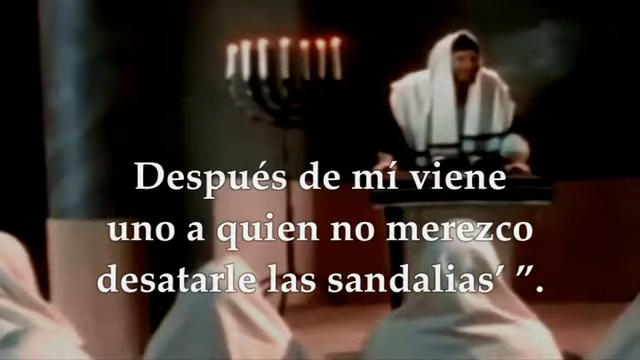 Después de mí viene
uno a quien no merezco
desatarle las sandalias’ ”.